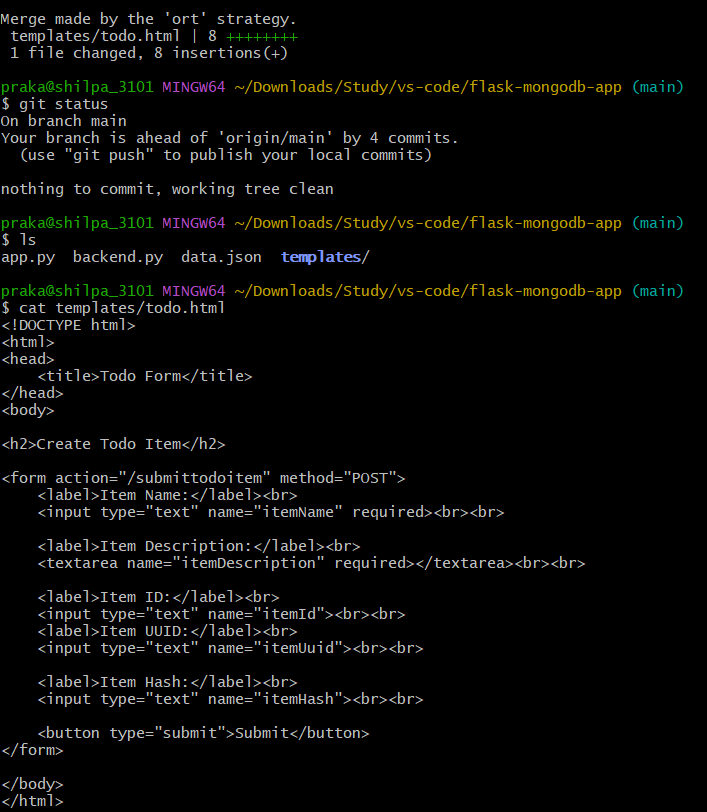 Merge made by the 'ort' strategy.
 templates/todo.html | 8 ++++++++
 1 file changed, 8 insertions(+)

praka@shilpa_3101 MINGW64 ~/Downloads/Study/vs-code/flask-mongodb-app (main)
$ git status
On branch main
Your branch is ahead of 'origin/main' by 4 commits.
  (use "git push" to publish your local commits)

nothing to commit, working tree clean

praka@shilpa_3101 MINGW64 ~/Downloads/Study/vs-code/flask-mongodb-app (main)
$ ls
app.py  backend.py  data.json  templates/

praka@shilpa_3101 MINGW64 ~/Downloads/Study/vs-code/flask-mongodb-app (main)
$ cat templates/todo.html
<!DOCTYPE html>
<html>
<head>
    <title>Todo Form</title>
</head>
<body>

<h2>Create Todo Item</h2>

<form action="/submittodoitem" method="POST">
    <label>Item Name:</label><br>
    <input type="text" name="itemName" required><br><br>

    <label>Item Description:</label><br>
    <textarea name="itemDescription" required></textarea><br><br>

    <label>Item ID:</label><br>
    <input type="text" name="itemId"><br><br>
    <label>Item UUID:</label><br>
    <input type="text" name="itemUuid"><br><br>

    <label>Item Hash:</label><br>
    <input type="text" name="itemHash"><br><br>

    <button type="submit">Submit</button>
</form>

</body>
</html>